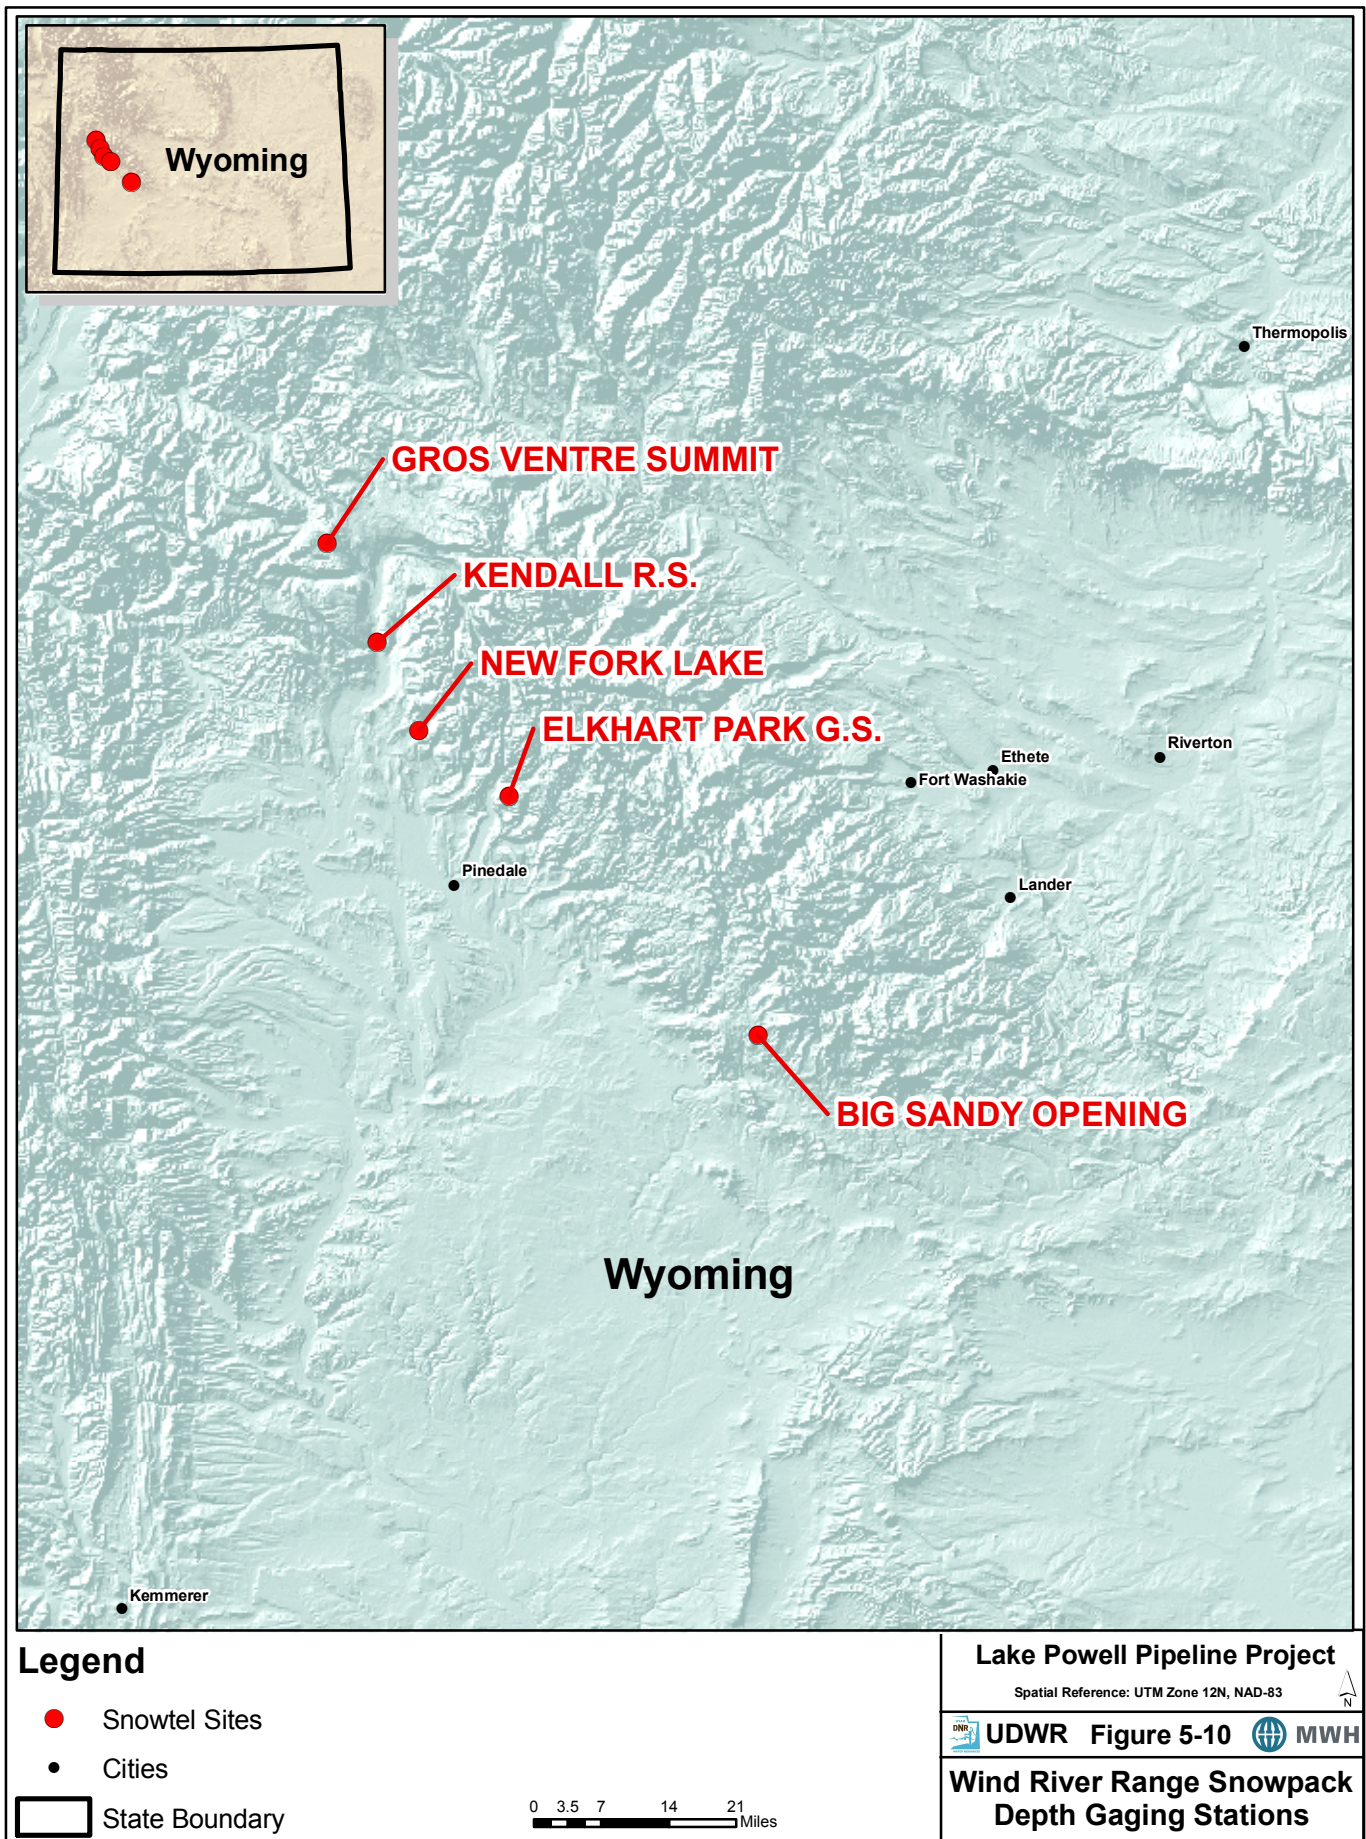 Wyoming
Thermopolis
GROS VENTRE SUMMIT
KENDALL R.S.
NEW FORK LAKE
ELKHART PARK G.S.
Riverton
Ethete
Fort Washakie
Pinedale
Lander
BIG SANDY OPENING
Wyoming
Kemmerer
Legend
Snowtel Sites
Cities
State Boundary
0 3.5 7 14 21
Miles
Lake Powell Pipeline Project
Spatial Reference: UTM Zone 12N, NAD-83
N
DNR
UDWR Figure 5-10 MWH
Wind River Range Snowpack
Depth Gaging Stations